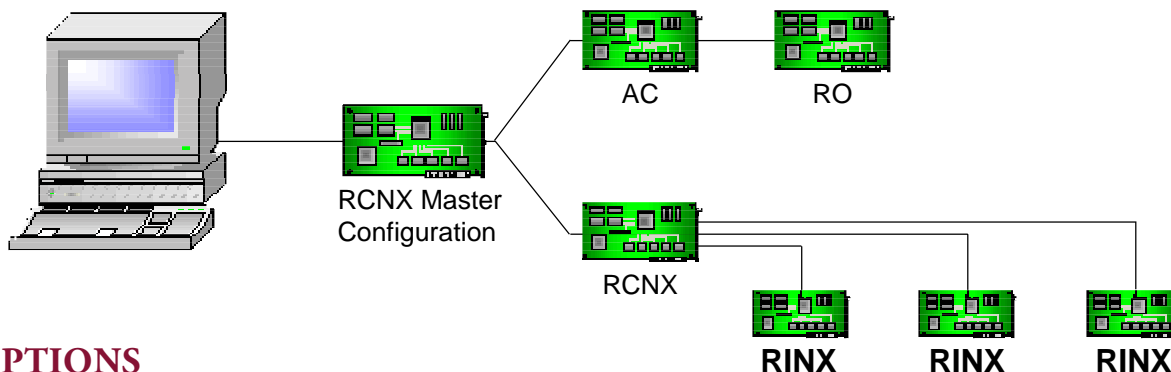 AC
RO
RCNX Master
Configuration
RCNX
RINX
RINX
RINX
PTIONS